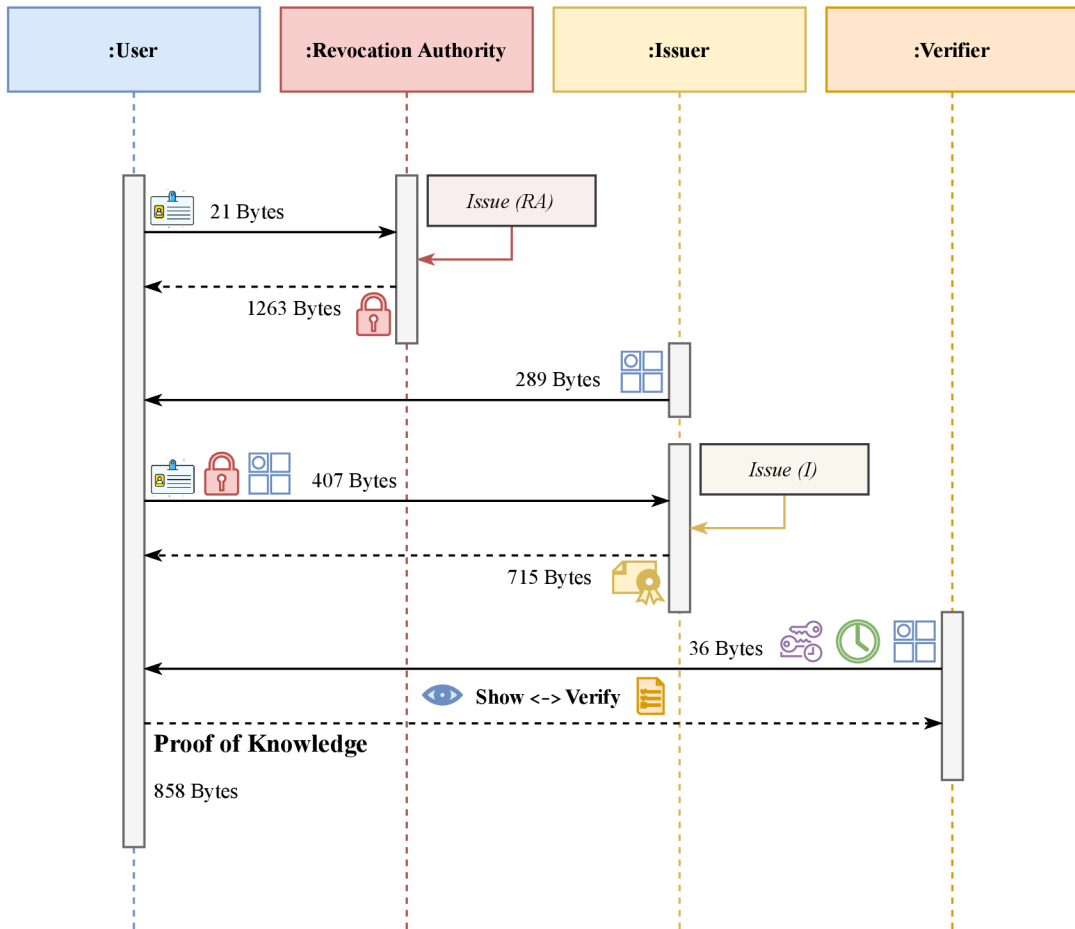 :User
:Revocation Authority
:Issuer
:Verifier
Issue (RA)
21 Bytes
1263 Bytes
289 Bytes
Issue (I)
407 Bytes
715 Bytes
36 Bytes
Show <-> Verify
Proof of Knowledge
858 Bytes